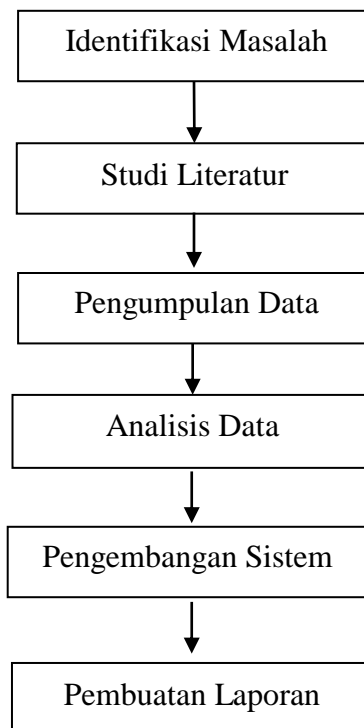 Identifikasi Masalah
Studi Literatur
Pengumpulan Data
Analisis Data
Pengembangan Sistem
Pembuatan Laporan